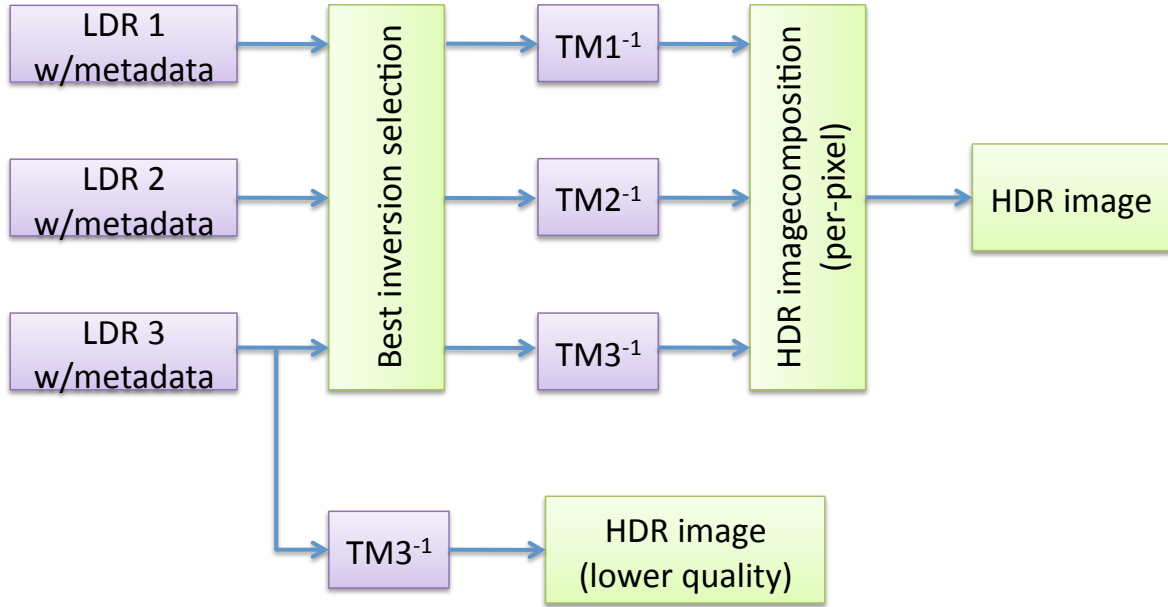 LDR 1
w/metadata
TM1⁻¹
LDR 2
w/metadata
TM2⁻¹
LDR 3
w/metadata
TM3⁻¹
Best inversion selection
HDR imagecomposition
(per-pixel)
HDR image
TM3⁻¹
HDR image
(lower quality)